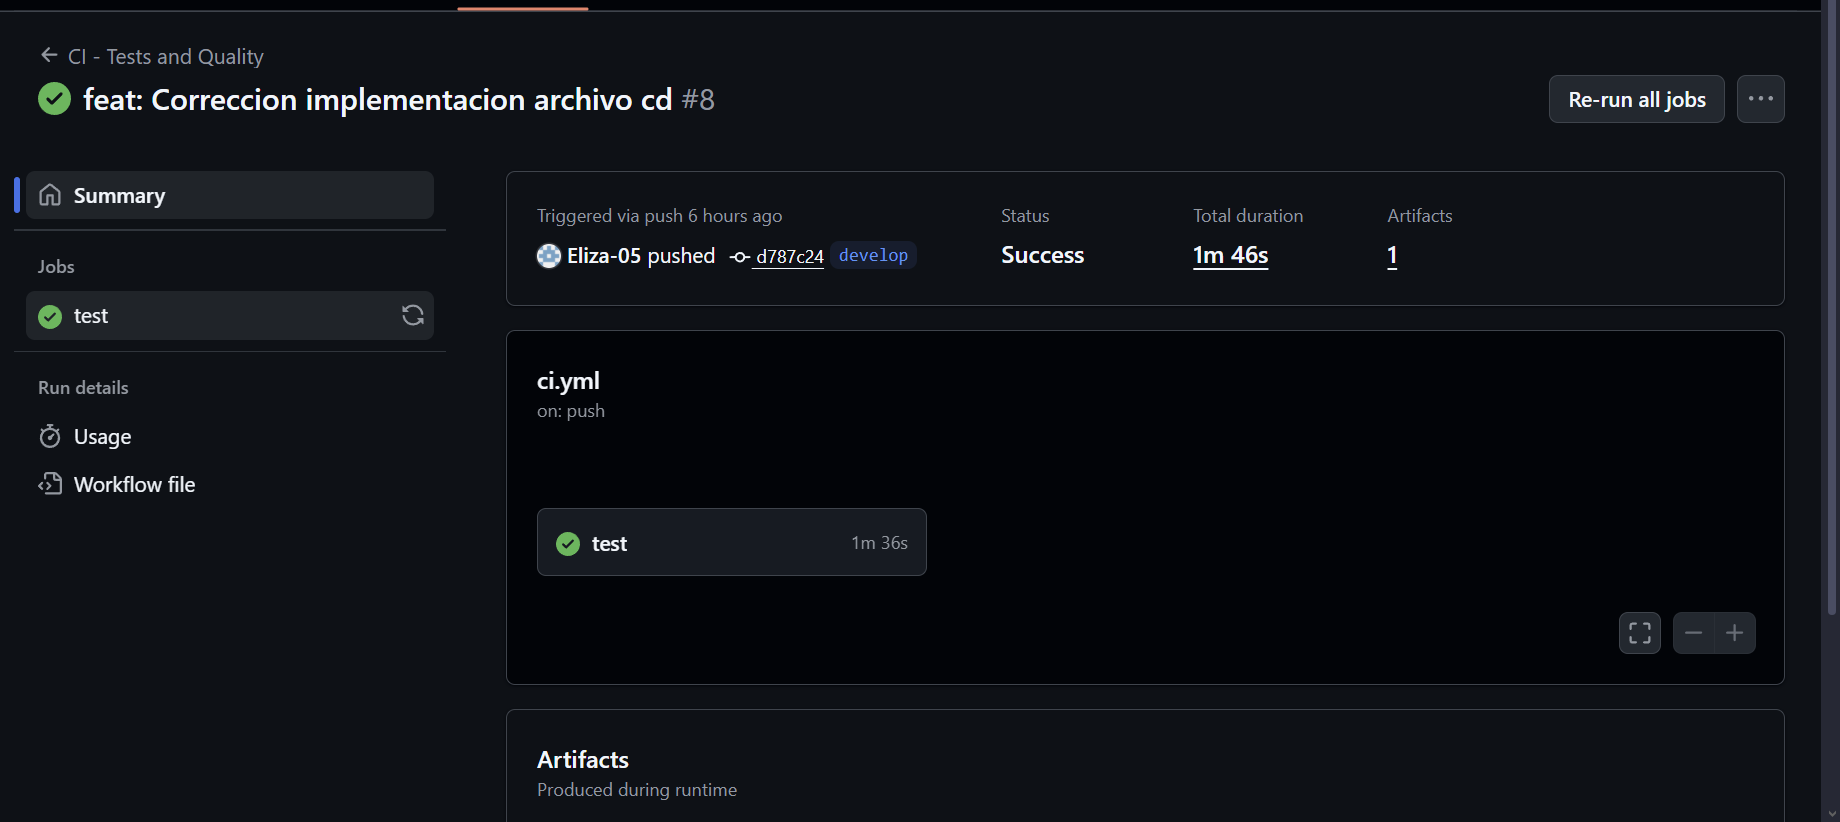 CI - Tests and Quality
feat: Correccion implementacion archivo cd #8
Re-run all jobs
Summary
Jobs
test
Run details
Usage
Workflow file
Triggered via push 6 hours ago
Eliza-05 pushed d787c24 develop
Status
Success
Total duration
1m 46s
Artifacts
1
ci.yml
on: push
test 1m 36s
Artifacts
Produced during runtime